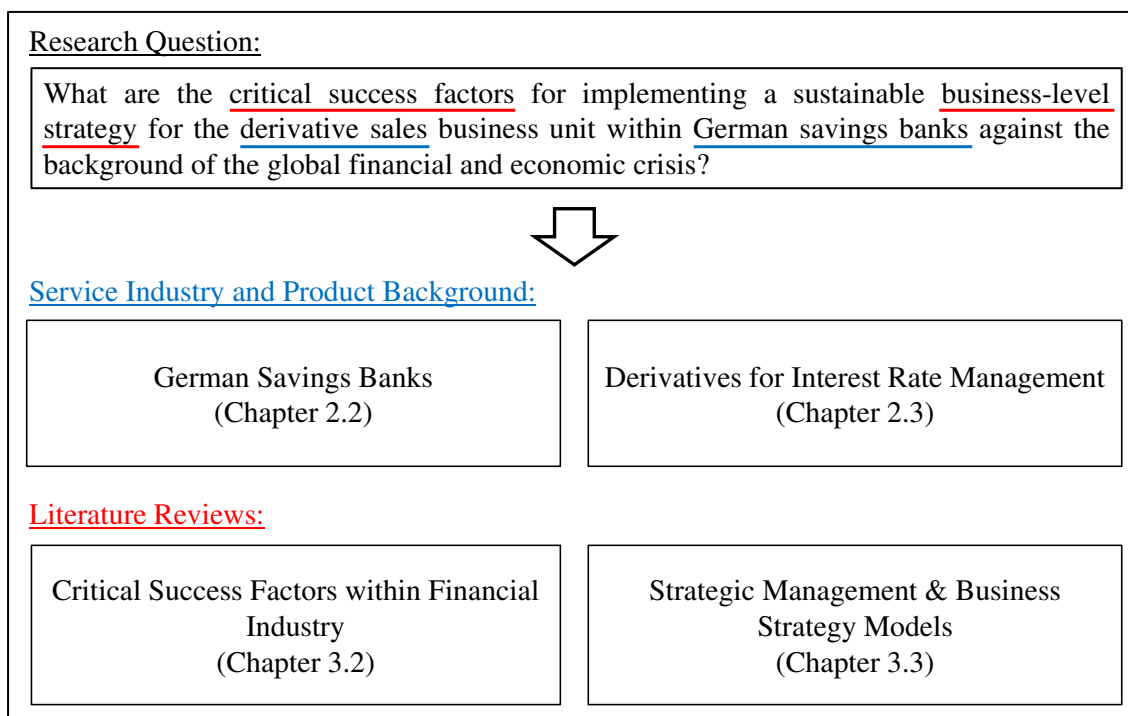 Research Question:
What are the critical success factors for implementing a sustainable business-level
strategy for the derivative sales business unit within German savings banks against the
background of the global financial and economic crisis?
Service Industry and Product Background:
German Savings Banks
(Chapter 2.2)
Derivatives for Interest Rate Management
(Chapter 2.3)
Literature Reviews:
Critical Success Factors within Financial
Industry
(Chapter 3.2)
Strategic Management & Business
Strategy Models
(Chapter 3.3)